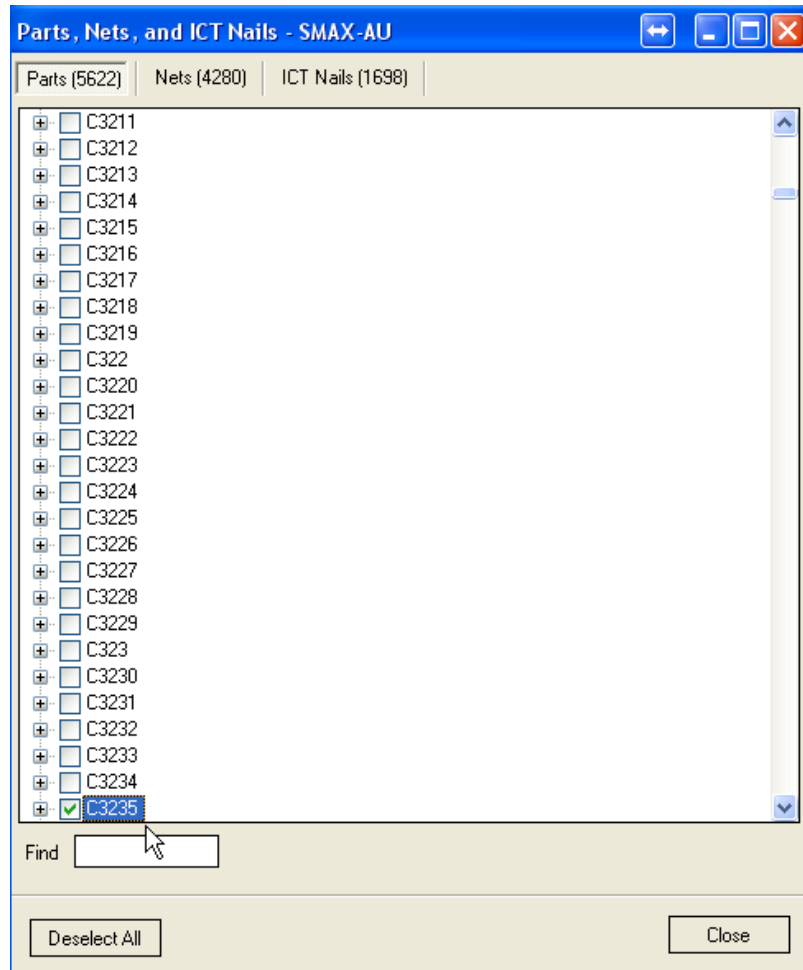 Parts, Nets, and ICT Nails - SMAX-AU
Parts (5622) Nets (4280) ICT Nails (1698)
C3211
C3212
C3213
C3214
C3215
C3216
C3217
C3218
C3219
C322
C3220
C3221
C3222
C3223
C3224
C3225
C3226
C3227
C3228
C3229
C323
C3230
C3231
C3232
C3233
C3234
C3235
Find
Deselect All Close